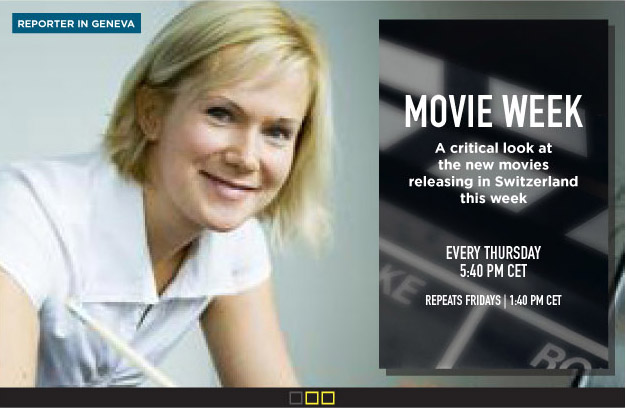 REPORTER IN GENEVA
MOVIE WEEK
A critical look at
the new movies
releasing in Switzerland
this week
EVERY THURSDAY
5:40 PM CET
REPEATS FRIDAYS | 1:40 PM CET